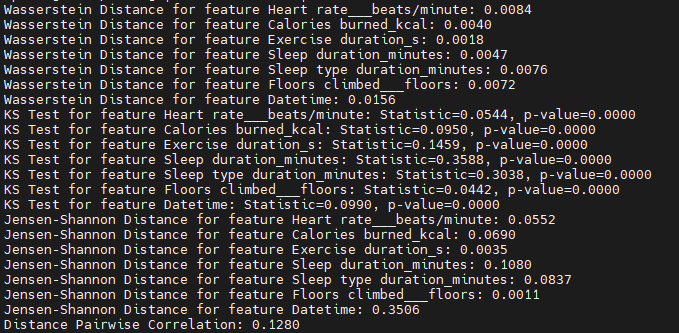 Wasserstein Distance for feature Heart rate___beats/minute: 0.0084
Wasserstein Distance for feature Calories burned_kcal: 0.0040
Wasserstein Distance for feature Exercise duration_s: 0.0018
Wasserstein Distance for feature Sleep duration_minutes: 0.0047
Wasserstein Distance for feature Sleep type duration_minutes: 0.0076
Wasserstein Distance for feature Floors climbed___floors: 0.0072
Wasserstein Distance for feature Datetime: 0.0156
KS Test for feature Heart rate___beats/minute: Statistic=0.0544, p-value=0.0000
KS Test for feature Calories burned_kcal: Statistic=0.0950, p-value=0.0000
KS Test for feature Exercise duration_s: Statistic=0.1459, p-value=0.0000
KS Test for feature Sleep duration_minutes: Statistic=0.3588, p-value=0.0000
KS Test for feature Sleep type duration_minutes: Statistic=0.3038, p-value=0.0000
KS Test for feature Floors climbed___floors: Statistic=0.0442, p-value=0.0000
KS Test for feature Datetime: Statistic=0.0990, p-value=0.0000
Jensen-Shannon Distance for feature Heart rate___beats/minute: 0.0552
Jensen-Shannon Distance for feature Calories burned_kcal: 0.0690
Jensen-Shannon Distance for feature Exercise duration_s: 0.0035
Jensen-Shannon Distance for feature Sleep duration_minutes: 0.1080
Jensen-Shannon Distance for feature Sleep type duration_minutes: 0.0837
Jensen-Shannon Distance for feature Floors climbed___floors: 0.0011
Jensen-Shannon Distance for feature Datetime: 0.3506
Distance Pairwise Correlation: 0.1280